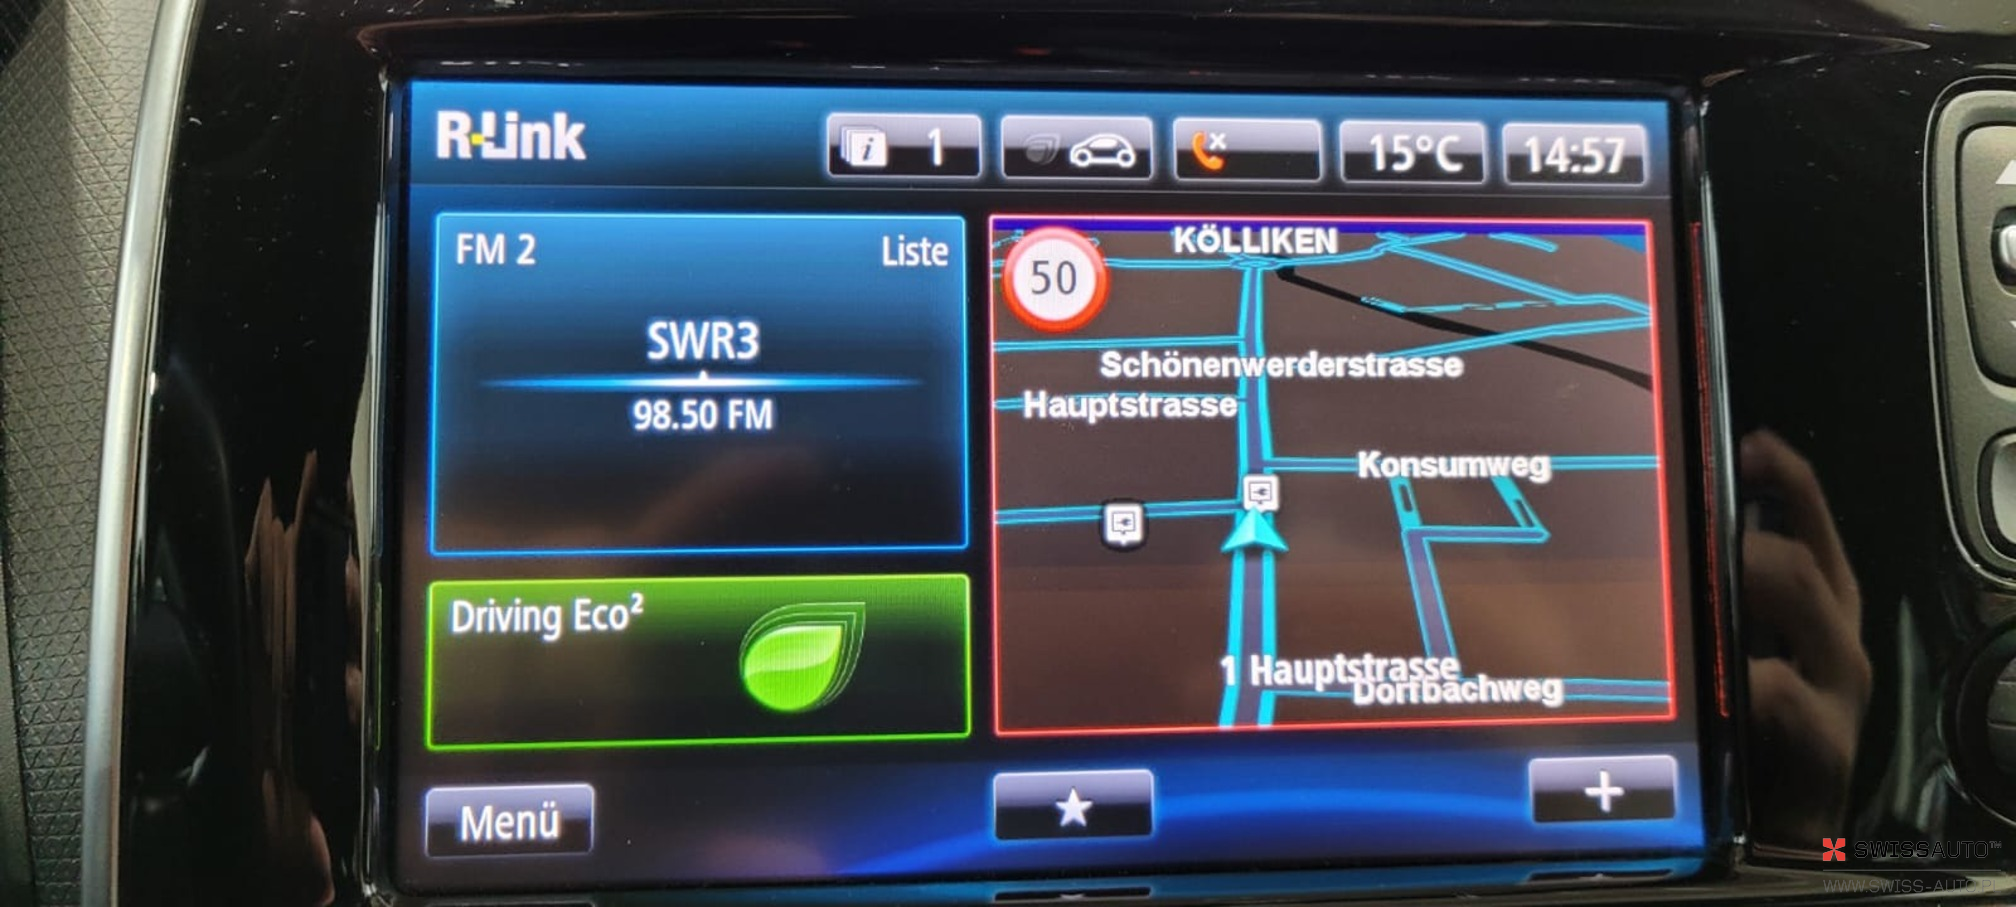 R-Link
1
15°C
14:57
FM 2
Liste
SWR3
98.50 FM
Driving Eco²
50
KÖLLIKEN
Schönenwerderstrasse
Hauptstrasse
Konsumweg
1 Hauptstrasse
Dorfbachweg
Menü
SWISSAUTO™